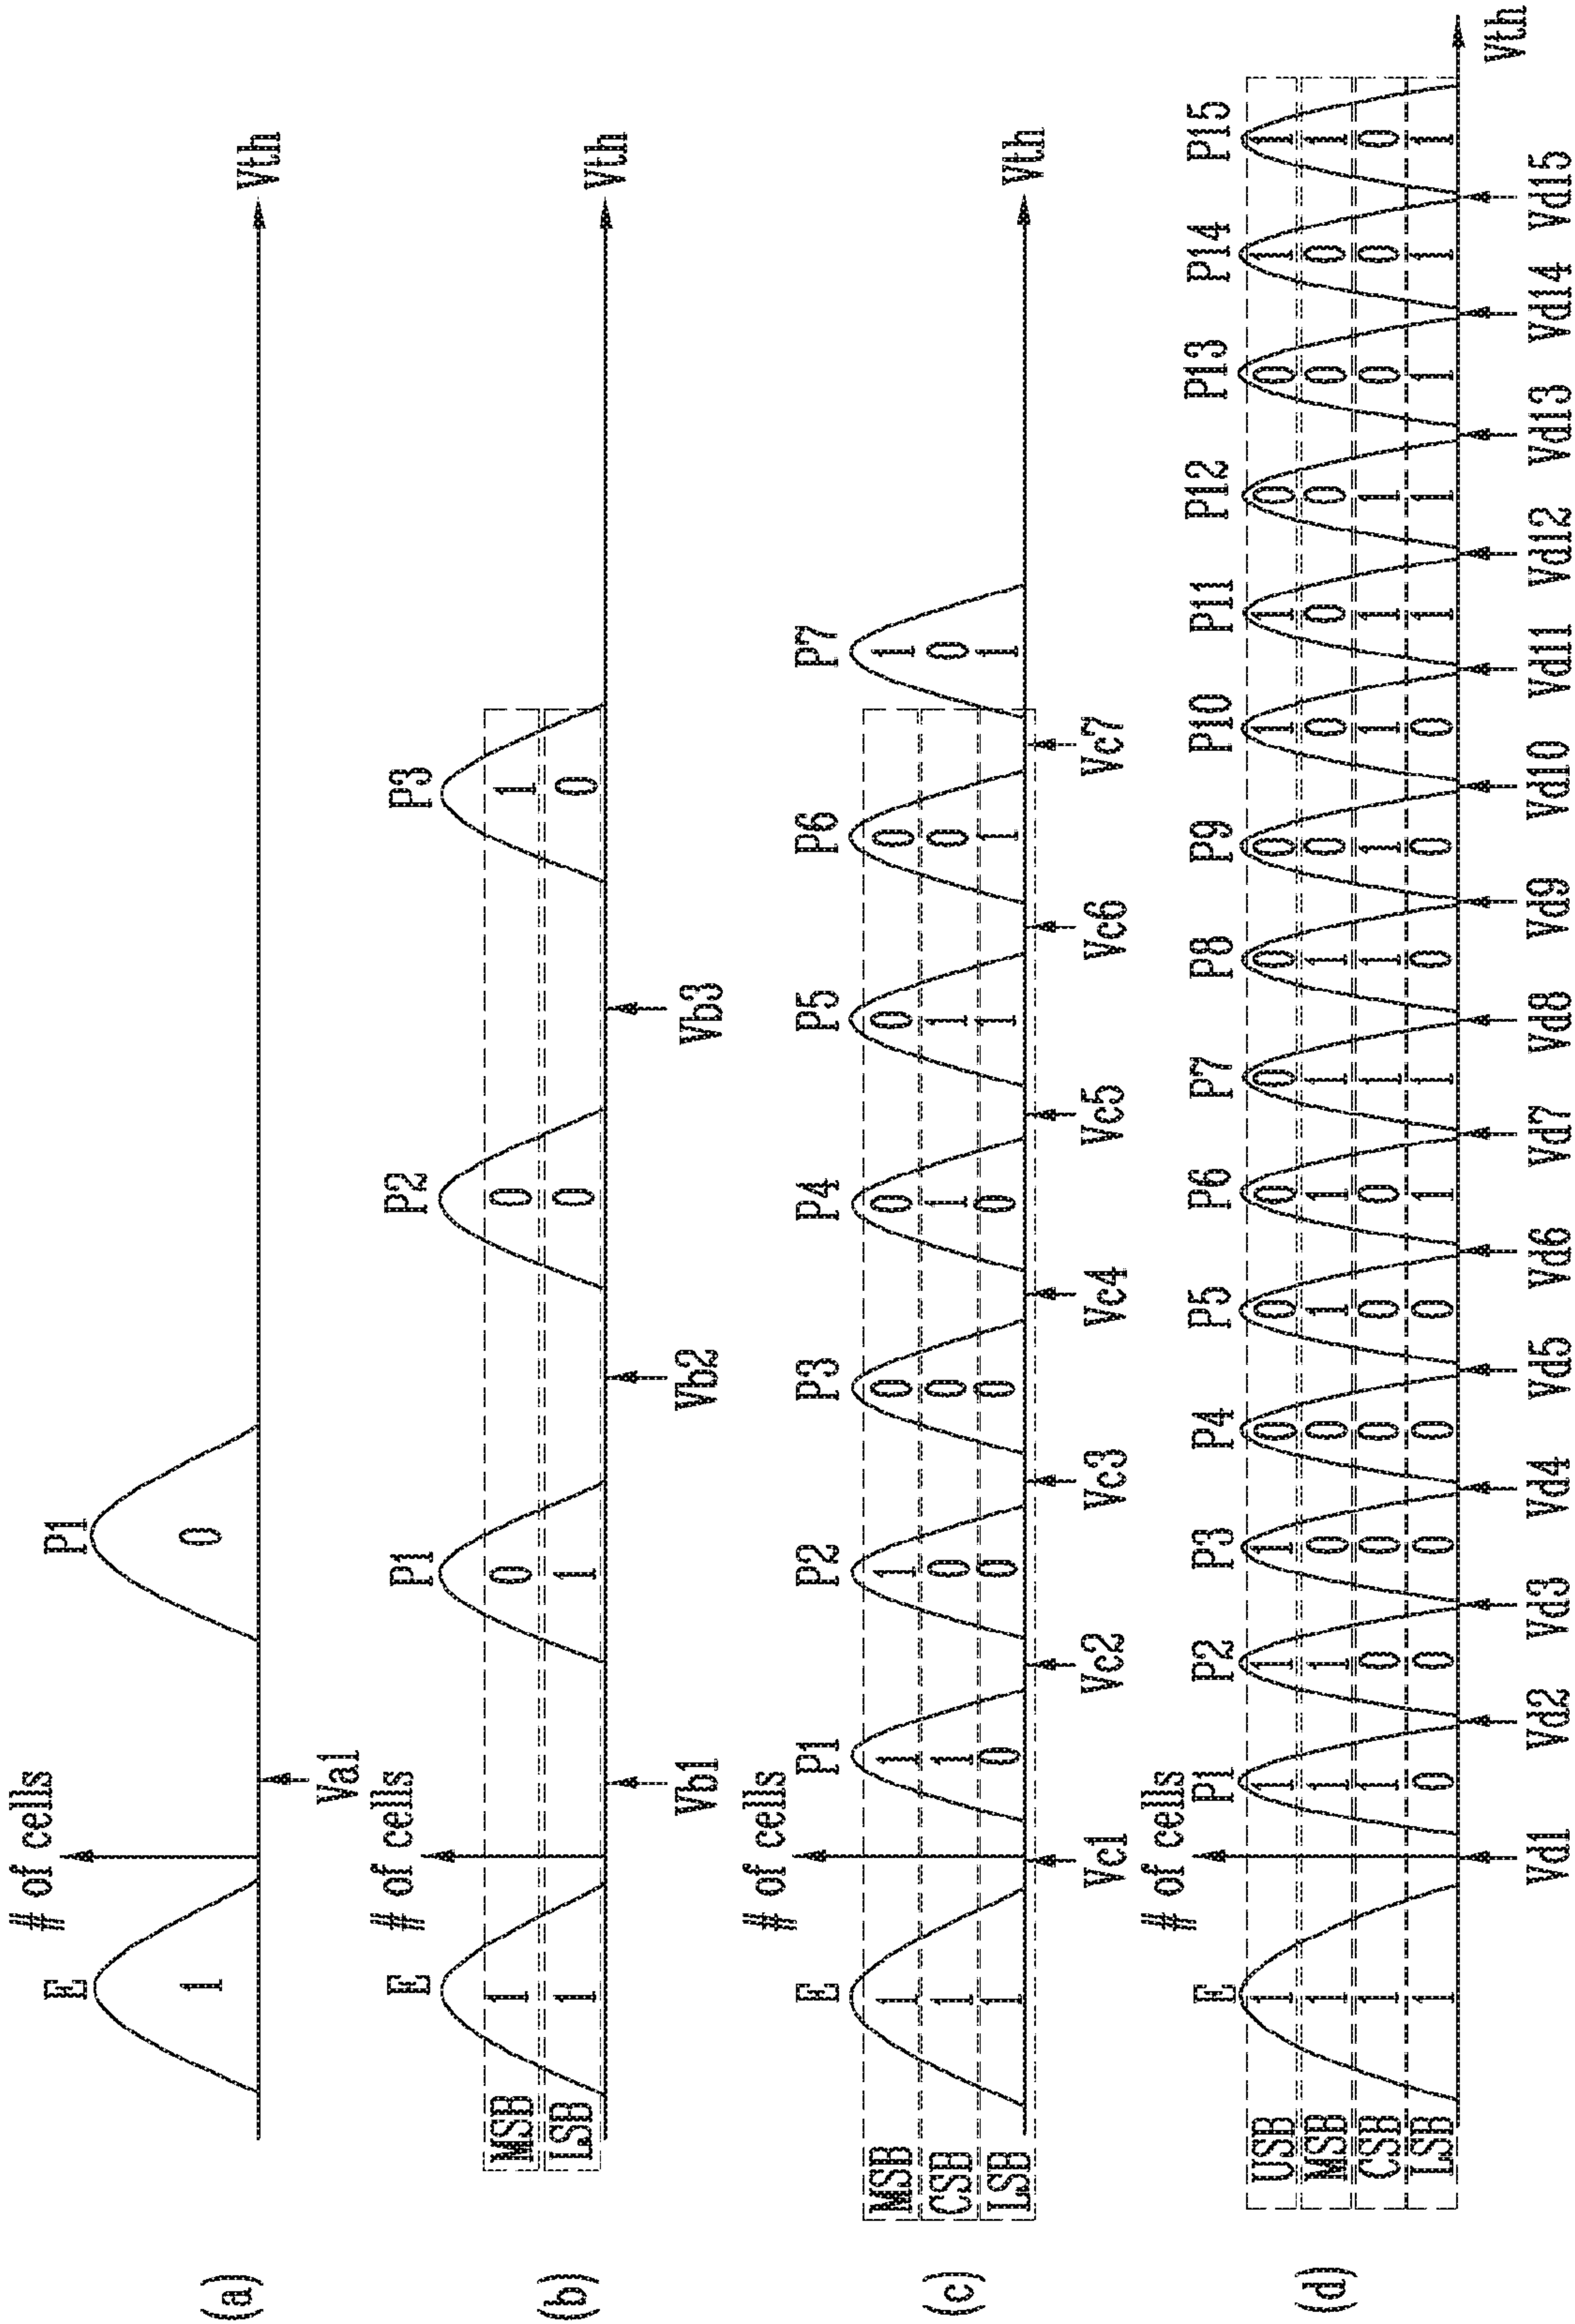 (a)
# of cells
E P1
1 0
Vth
Va1
(b)
# of cells
E P1 P2 P3
MSB 1 0 0 1
LSB 1 1 0 0
Vth
Vb1 Vb2 Vb3
(c)
# of cells
E P1 P2 P3 P4 P5 P6 P7
MSB 1 1 1 0 0 0 0 1
CSB 1 1 0 0 1 1 0 0
LSB 1 0 0 0 0 1 1 1
Vth
Vc1 Vc2 Vc3 Vc4 Vc5 Vc6 Vc7
(d)
# of cells
E P1 P2 P3 P4 P5 P6 P7 P8 P9 P10 P11 P12 P13 P14 P15
USB 1 1 1 1 0 0 0 0 0 0 1 1 0 0 1 1
MSB 1 1 1 0 0 1 1 1 1 0 0 0 0 0 0 1
CSB 1 1 0 0 0 0 0 1 1 1 1 1 1 0 0 0
LSB 1 0 0 0 0 0 1 1 0 0 0 1 1 1 1 1
Vth
Vd1 Vd2 Vd3 Vd4 Vd5 Vd6 Vd7 Vd8 Vd9 Vd10 Vd11 Vd12 Vd13 Vd14 Vd15